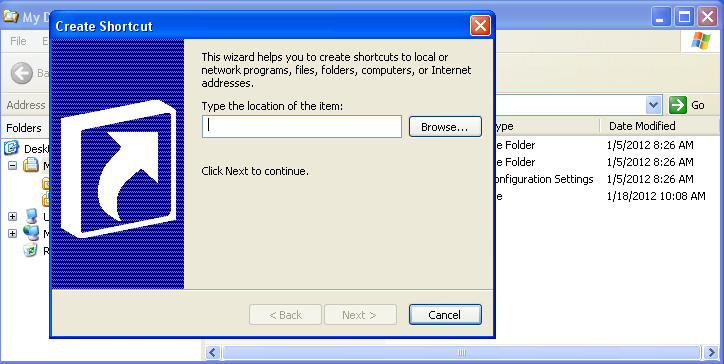 My D
Create Shortcut
File
Ba
Address
Go
Folders
Type
Date Modified
This wizard helps you to create shortcuts to local or
network programs, files, folders, computers, or Internet
addresses.
Type the location of the item:
Browse...
Click Next to continue.
< Back
Next >
Cancel
Deskt
M
M
R
e Folder
1/5/2012 8:26 AM
e Folder
1/5/2012 8:26 AM
onfiguration Settings
1/5/2012 8:26 AM
e
1/18/2012 10:08 AM